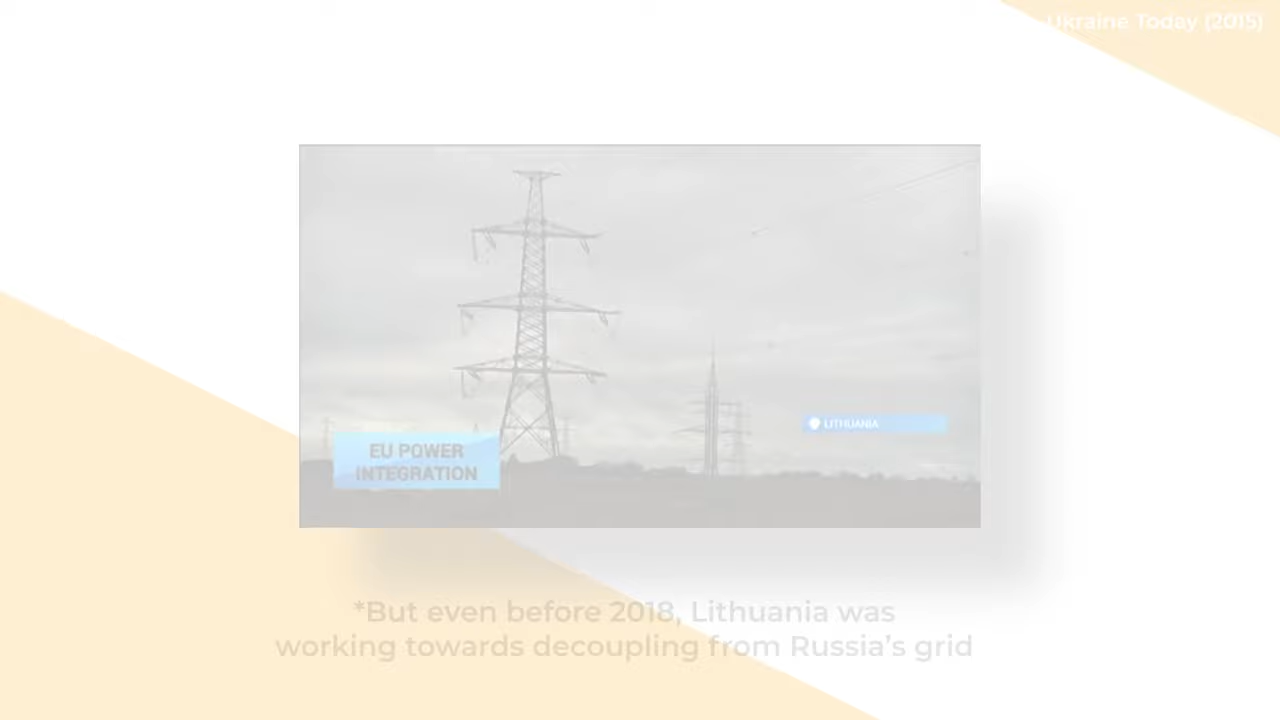 Ukraine Today (2015)
LITHUANIA
EU POWER
INTEGRATION
*But even before 2018, Lithuania was
working towards decoupling from Russia's grid